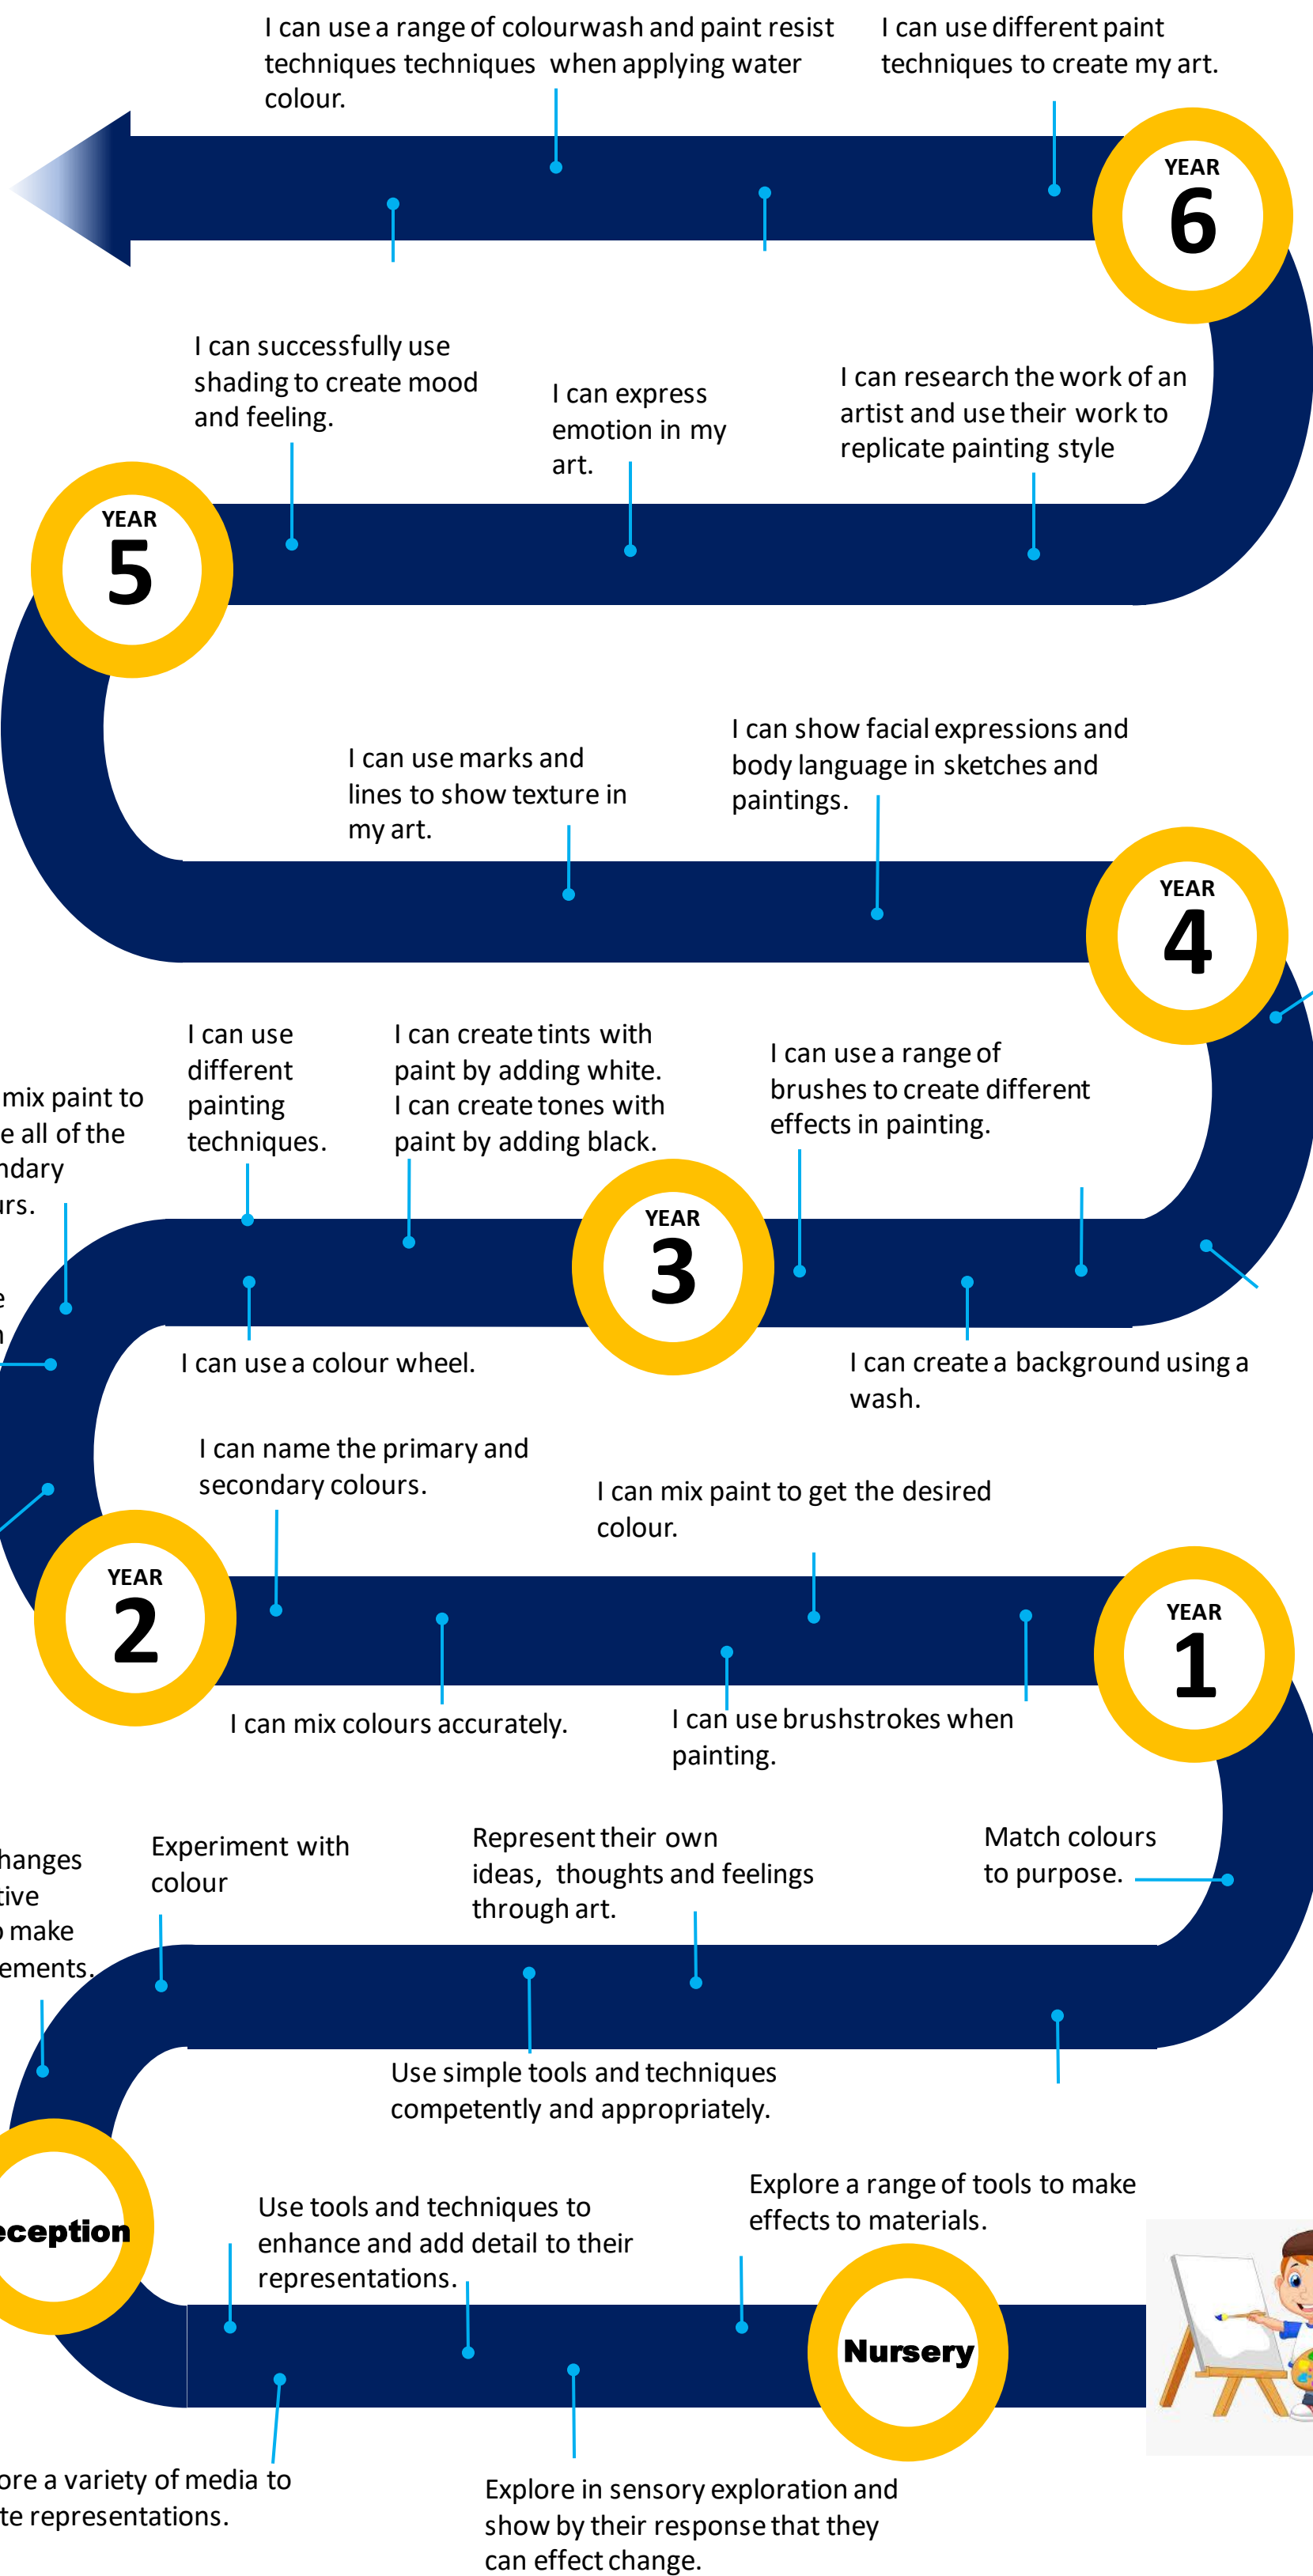 I can use a range of colourwash and paint resist
techniques techniques when applying water
colour.
I can use different paint
techniques to create my art.
YEAR
6
I can successfully use
shading to create mood
and feeling.
I can express
emotion in my
art.
I can research the work of an
artist and use their work to
replicate painting style
YEAR
5
I can use marks and
lines to show texture in
my art.
I can show facial expressions and
body language in sketches and
paintings.
YEAR
4
mix paint to
all of the
I can use
different
painting
techniques.
I can create tints with
paint by adding white.
I can create tones with
paint by adding black.
I can use a range of
brushes to create different
effects in painting.
YEAR
3
I can use a colour wheel.
I can create a background using a
wash.
I can name the primary and
secondary colours.
I can mix paint to get the desired
colour.
YEAR
2
YEAR
1
I can mix colours accurately.
I can use brushstrokes when
painting.
make
Experiment with
colour
Represent their own
ideas, thoughts and feelings
through art.
Match colours
to purpose.
Use simple tools and techniques
competently and appropriately.
Use tools and techniques to
enhance and add detail to their
representations.
Explore a range of tools to make
effects to materials.
Nursery
a variety of media to
representations.
Explore in sensory exploration and
show by their response that they
can effect change.